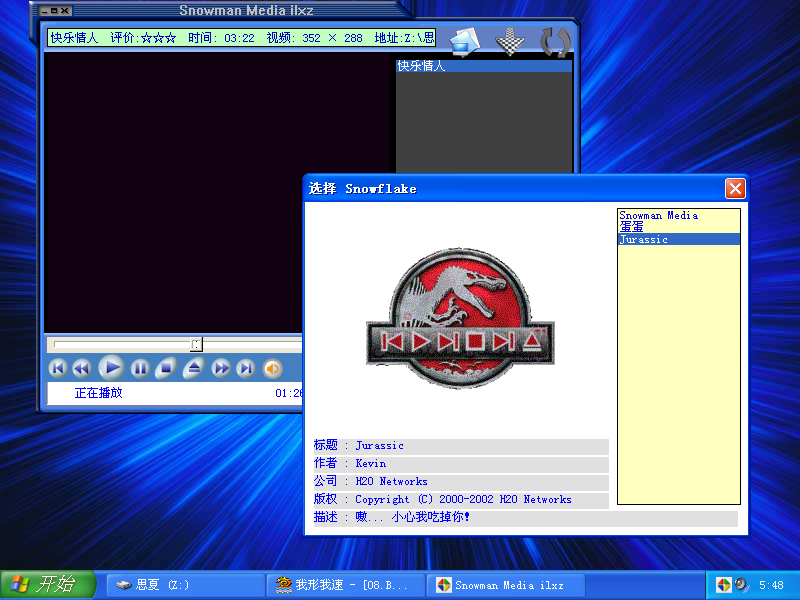 Snowman Media ilxz
快乐情人 评价:☆☆☆ 时间: 03:22 视频: 352 × 288 地址:Z:\思
快乐情人
选择 Snowflake
Snowman Media
蛋蛋
Jurassic
正在播放 01:26
标题 : Jurassic
作者 : Kevin
公司 : H2O Networks
版权 : Copyright (C) 2000-2002 H2O Networks
描述 : 嗷... 小心我吃掉你!
开始 思夏 (Z:) 我形我速 - [08.B... Snowman Media ilxz 5:48